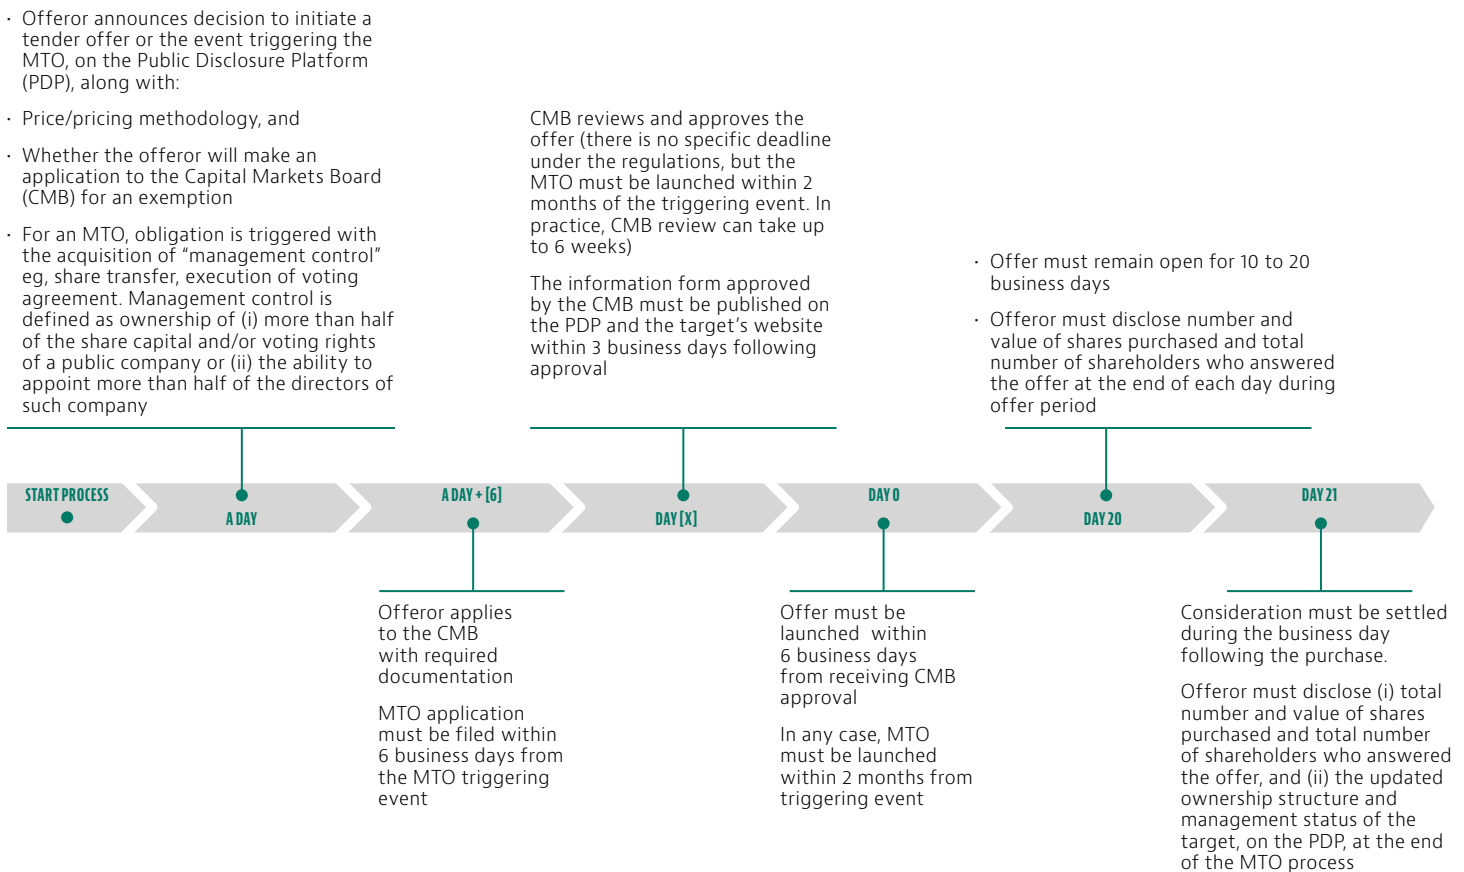 · Offeror announces decision to initiate a
tender offer or the event triggering the
MTO, on the Public Disclosure Platform
(PDP), along with:
· Price/pricing methodology, and
· Whether the offeror will make an
application to the Capital Markets Board
(CMB) for an exemption
· For an MTO, obligation is triggered with
the acquisition of “management control”
eg, share transfer, execution of voting
agreement. Management control is
defined as ownership of (i) more than half
of the share capital and/or voting rights
of a public company or (ii) the ability to
appoint more than half of the directors of
such company
CMB reviews and approves the
offer (there is no specific deadline
under the regulations, but the
MTO must be launched within 2
months of the triggering event. In
practice, CMB review can take up
to 6 weeks)
The information form approved
by the CMB must be published on
the PDP and the target’s website
within 3 business days following
approval
· Offer must remain open for 10 to 20
business days
· Offeror must disclose number and
value of shares purchased and total
number of shareholders who answered
the offer at the end of each day during
offer period
START PROCESS
A DAY
A DAY + [6]
DAY [X]
DAY 0
DAY 20
DAY 21
Offeror applies
to the CMB
with required
documentation
MTO application
must be filed within
6 business days from
the MTO triggering
event
Offer must be
launched within
6 business days
from receiving CMB
approval
In any case, MTO
must be launched
within 2 months from
triggering event
Consideration must be settled
during the business day
following the purchase.
Offeror must disclose (i) total
number and value of shares
purchased and total number
of shareholders who answered
the offer, and (ii) the updated
ownership structure and
management status of the
target, on the PDP, at the end
of the MTO process